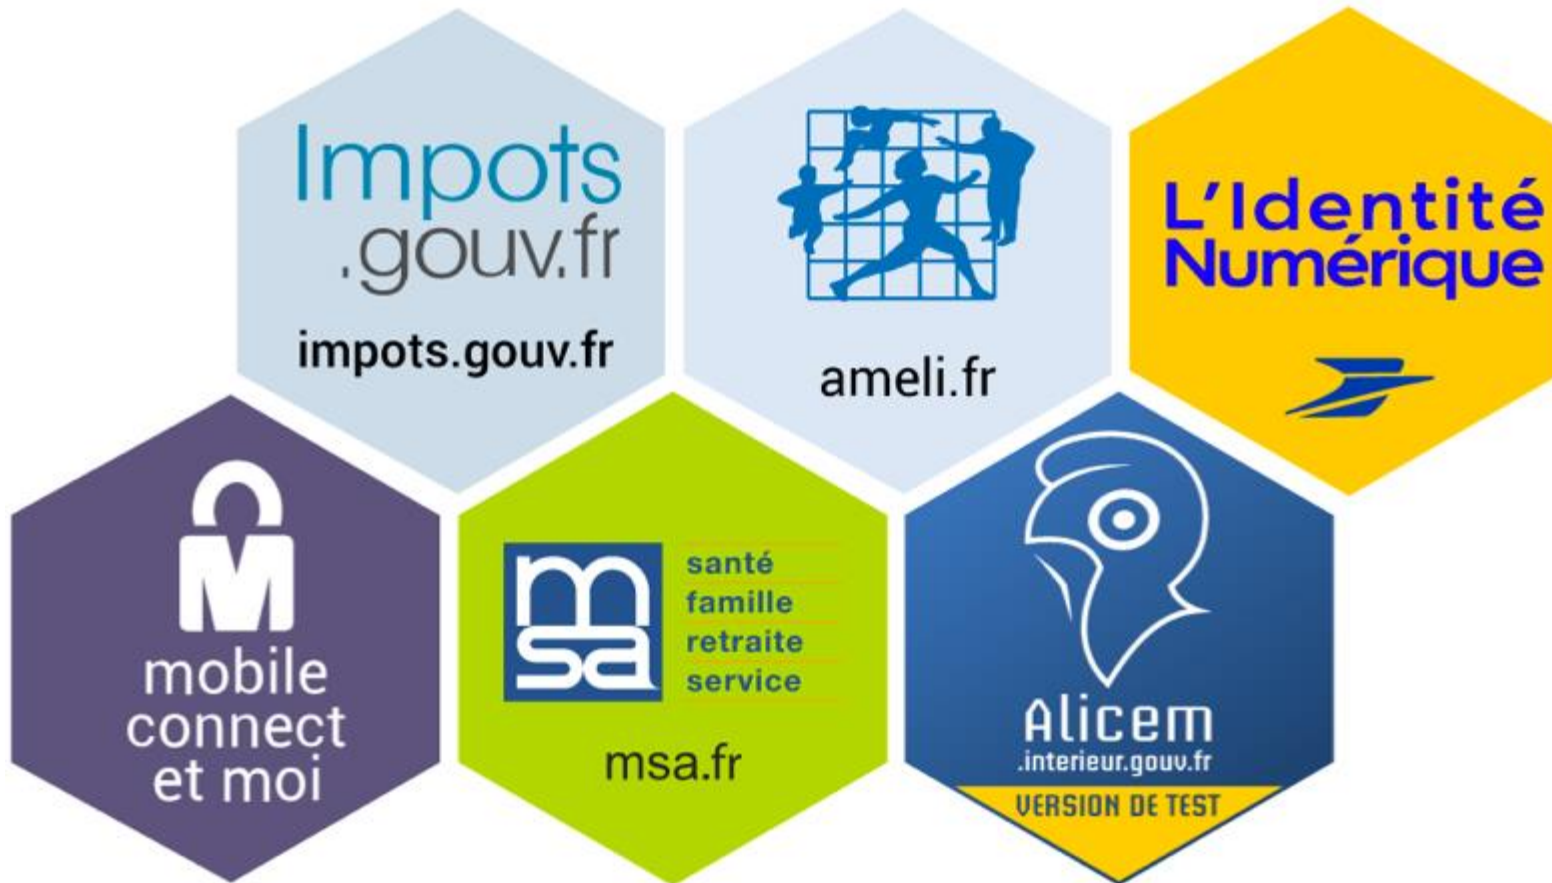 Impots
.gouv.fr
impots.gouv.fr
ameli.fr
L'Identité
Numérique
M
mobile
connect
et moi
msa
santé
famille
retraite
service
msa.fr
Alicem
.interieur.gouv.fr
VERSION DE TEST